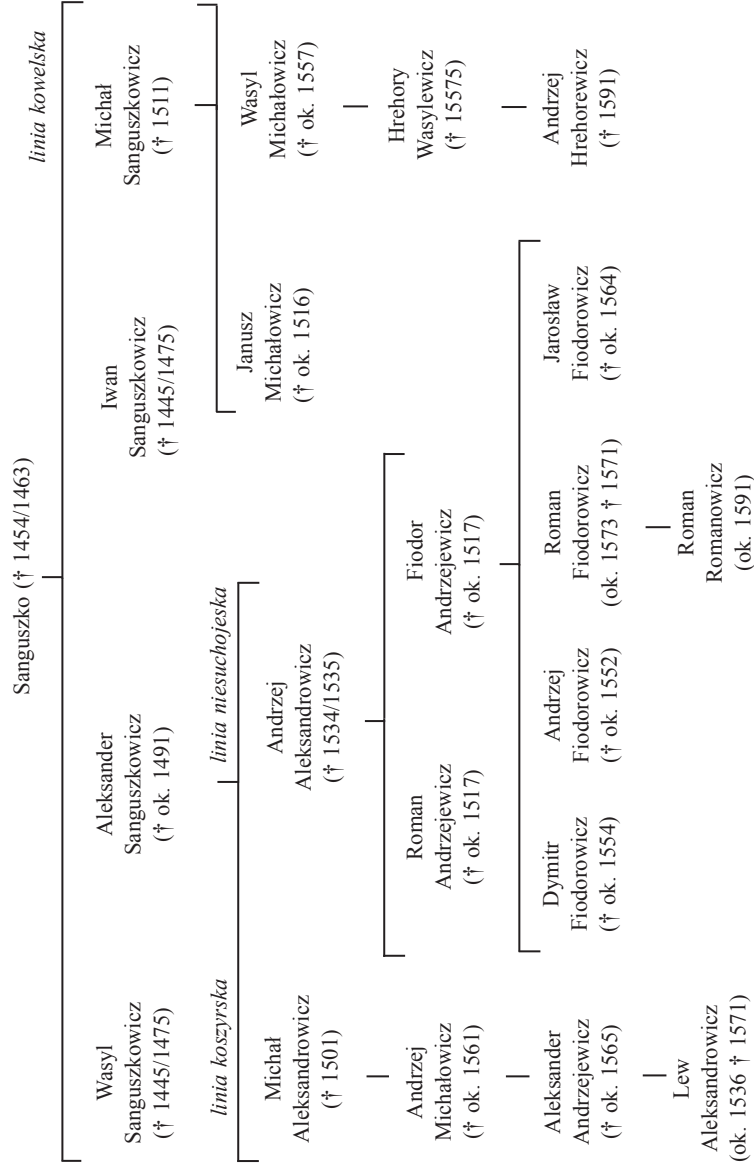 Sanguszko († 1454/1463)
linia kowelska
Wasyl
Sanguszkowicz
(† 1445/1475)
Aleksander
Sanguszkowicz
(† ok. 1491)
Iwan
Sanguszkowicz
(† 1445/1475)
Michał
Sanguszkowicz
(† 1511)
linia koszyrska
linia niesuchojeska
Michał
Aleksandrowicz
(† 1501)
Andrzej
Aleksandrowicz
(† 1534/1535)
Janusz
Michałowicz
(† ok. 1516)
Wasyl
Michałowicz
(† ok. 1557)
Andrzej
Michałowicz
(† ok. 1561)
Roman
Andrzejewicz
(† ok. 1517)
Fiodor
Andrzejewicz
(† ok. 1517)
Hrehory
Wasylewicz
(† 15575)
Aleksander
Andrzejewicz
(† ok. 1565)
Dymitr
Fiodorowicz
(† ok. 1554)
Andrzej
Fiodorowicz
(† ok. 1552)
Roman
Fiodorowicz
(ok. 1573 † 1571)
Jarosław
Fiodorowicz
(† ok. 1564)
Andrzej
Hrehorewicz
(† 1591)
Lew
Aleksandrowicz
(ok. 1536 † 1571)
Roman
Romanowicz
(ok. 1591)